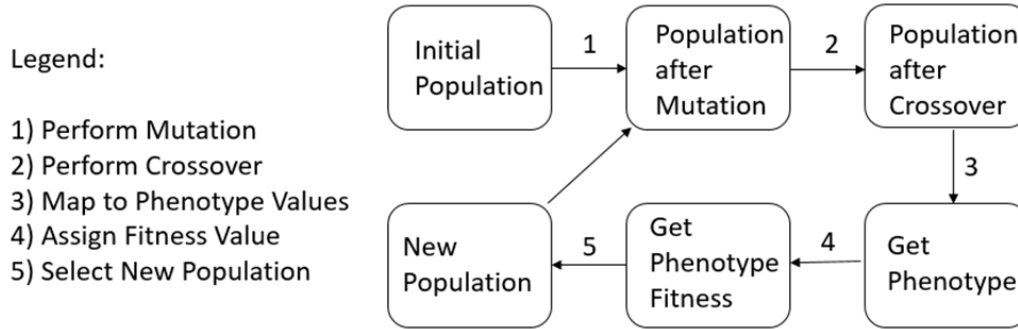 Legend:
1) Perform Mutation
2) Perform Crossover
3) Map to Phenotype Values
4) Assign Fitness Value
5) Select New Population
Initial
Population
1
Population
after
Mutation
2
Population
after
Crossover
3
Get
Phenotype
4
Get
Phenotype
Fitness
5
New
Population